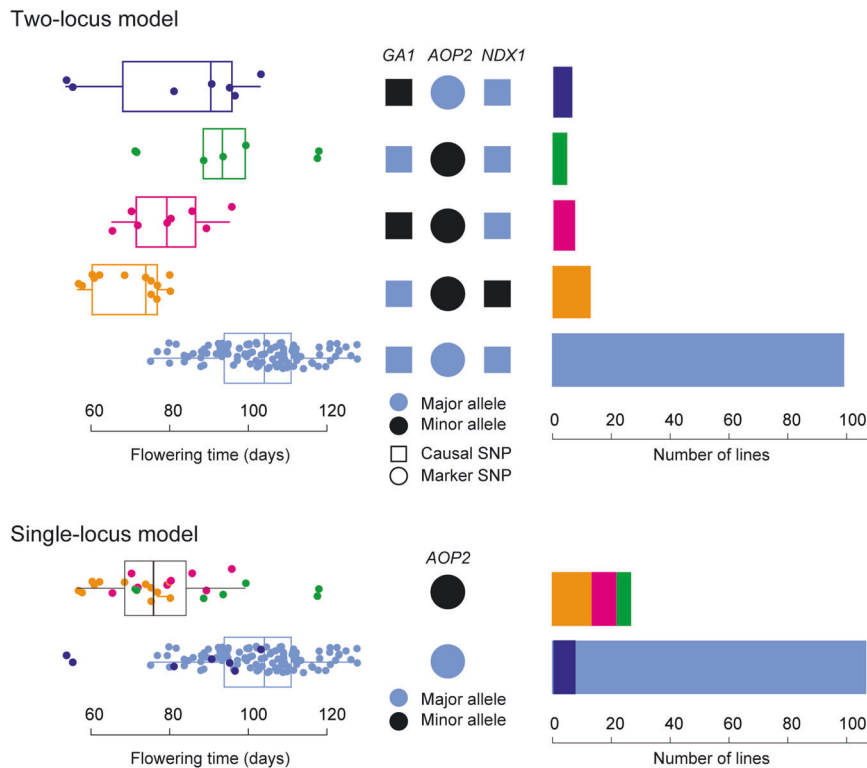 Two-locus model
GA1 AOP2 NDX1
60 80 100 120
Flowering time (days)
Major allele
Minor allele
Causal SNP
Marker SNP
0 20 40 60 80 100
Number of lines
Single-locus model
AOP2
60 80 100 120
Flowering time (days)
Major allele
Minor allele
0 20 40 60 80 100
Number of lines